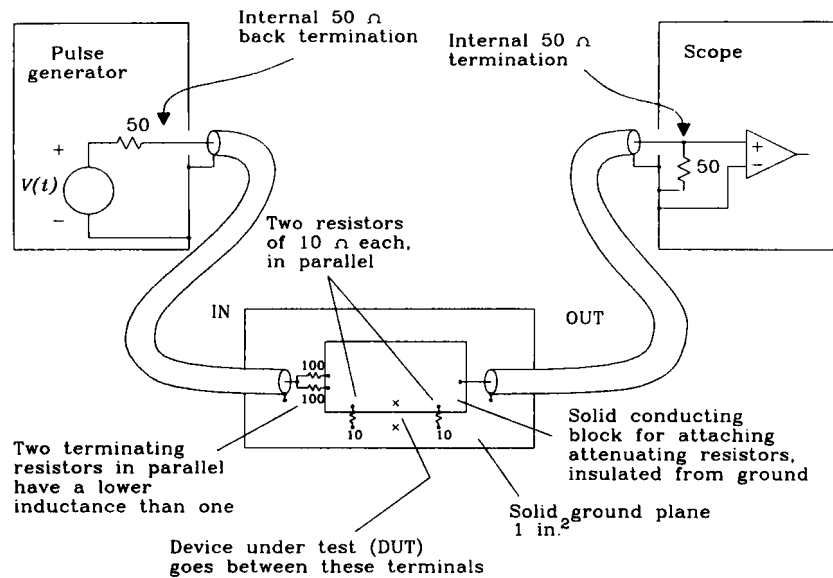 Internal 50 Ω
back termination
Pulse
generator
50
+
V(t)
−
Internal 50 Ω
termination
Scope
+
−
50
Two resistors
of 10 Ω each,
in parallel
IN
OUT
100
100
×
10
×
10
Two terminating
resistors in parallel
have a lower
inductance than one
Solid conducting
block for attaching
attenuating resistors,
insulated from ground
Solid ground plane
1 in.²
Device under test (DUT)
goes between these terminals